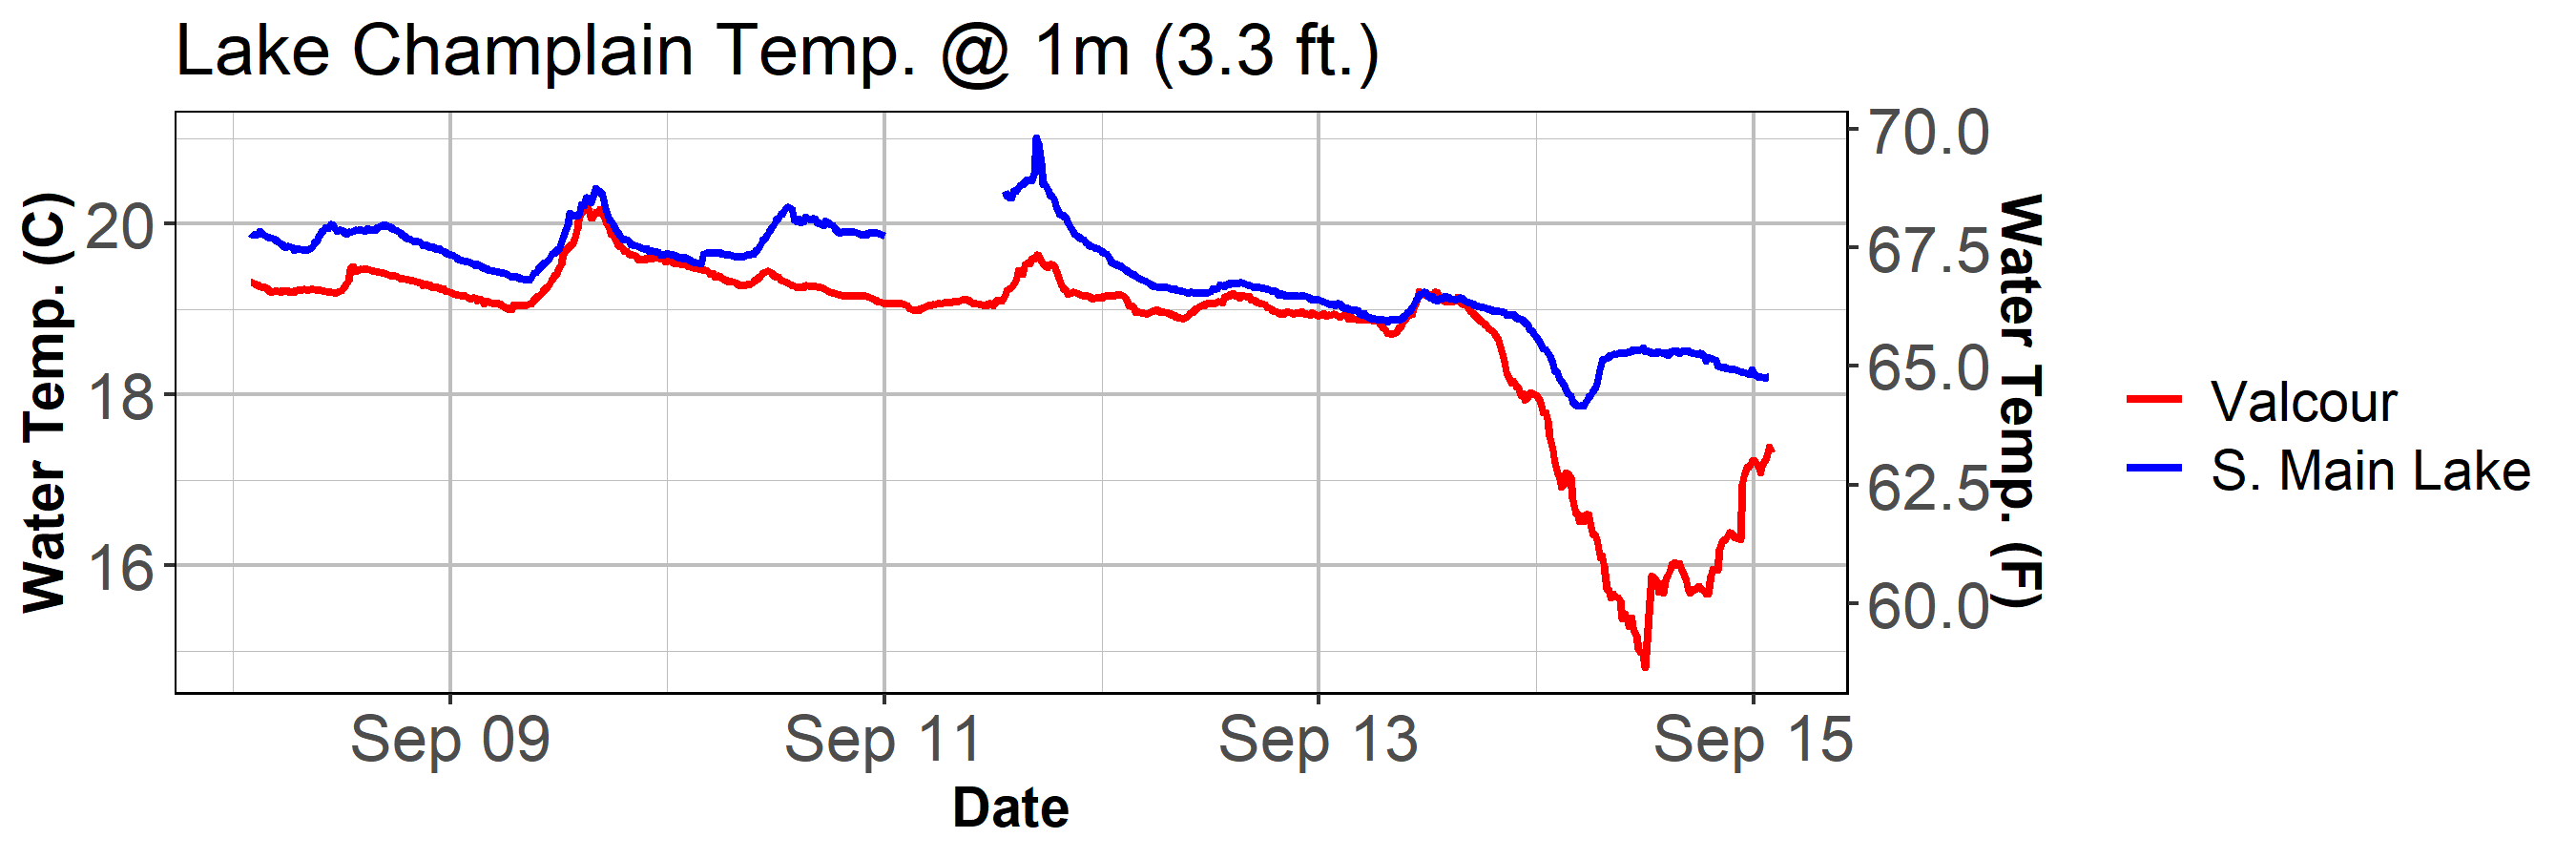 Lake Champlain Temp. @ 1m (3.3 ft.)
Water Temp. (C)
20
18
16
70.0
67.5
65.0
62.5
60.0
Water Temp. (F)
Sep 09
Sep 11
Sep 13
Sep 15
Date
Valcour
S. Main Lake